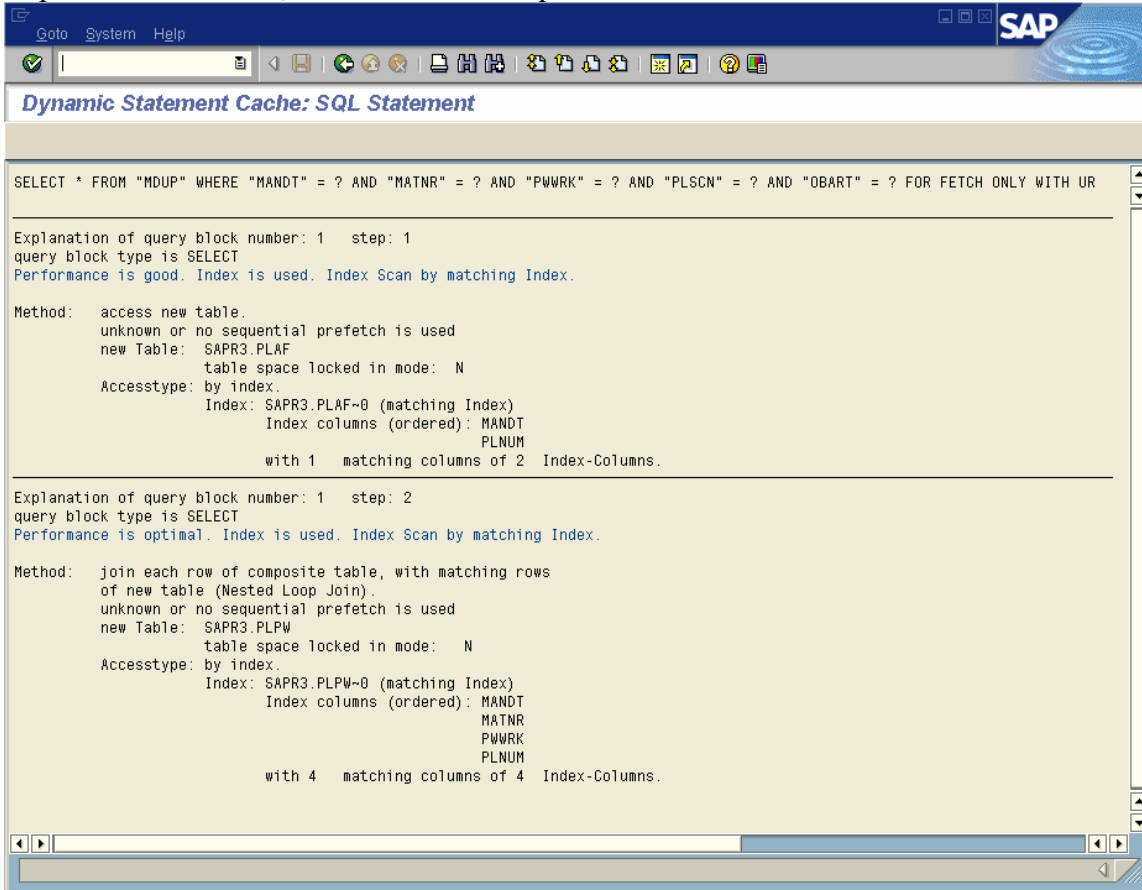 Goto System Help
SAP
Dynamic Statement Cache: SQL Statement
SELECT * FROM "MDUP" WHERE "MANDT" = ? AND "MATNR" = ? AND "PWWRK" = ? AND "PLSCN" = ? AND "OBART" = ? FOR FETCH ONLY WITH UR
Explanation of query block number: 1 step: 1
query block type is SELECT
Performance is good. Index is used. Index Scan by matching Index.
Method: access new table.
unknown or no sequential prefetch is used
new Table: SAPR3.PLAF
table space locked in mode: N
Accesstype: by index.
Index: SAPR3.PLAF~0 (matching Index)
Index columns (ordered): MANDT
PLNUM
with 1 matching columns of 2 Index-Columns.
Explanation of query block number: 1 step: 2
query block type is SELECT
Performance is optimal. Index is used. Index Scan by matching Index.
Method: join each row of composite table, with matching rows
of new table (Nested Loop Join).
unknown or no sequential prefetch is used
new Table: SAPR3.PLPW
table space locked in mode: N
Accesstype: by index.
Index: SAPR3.PLPW~0 (matching Index)
Index columns (ordered): MANDT
MATNR
PWWRK
PLNUM
with 4 matching columns of 4 Index-Columns.